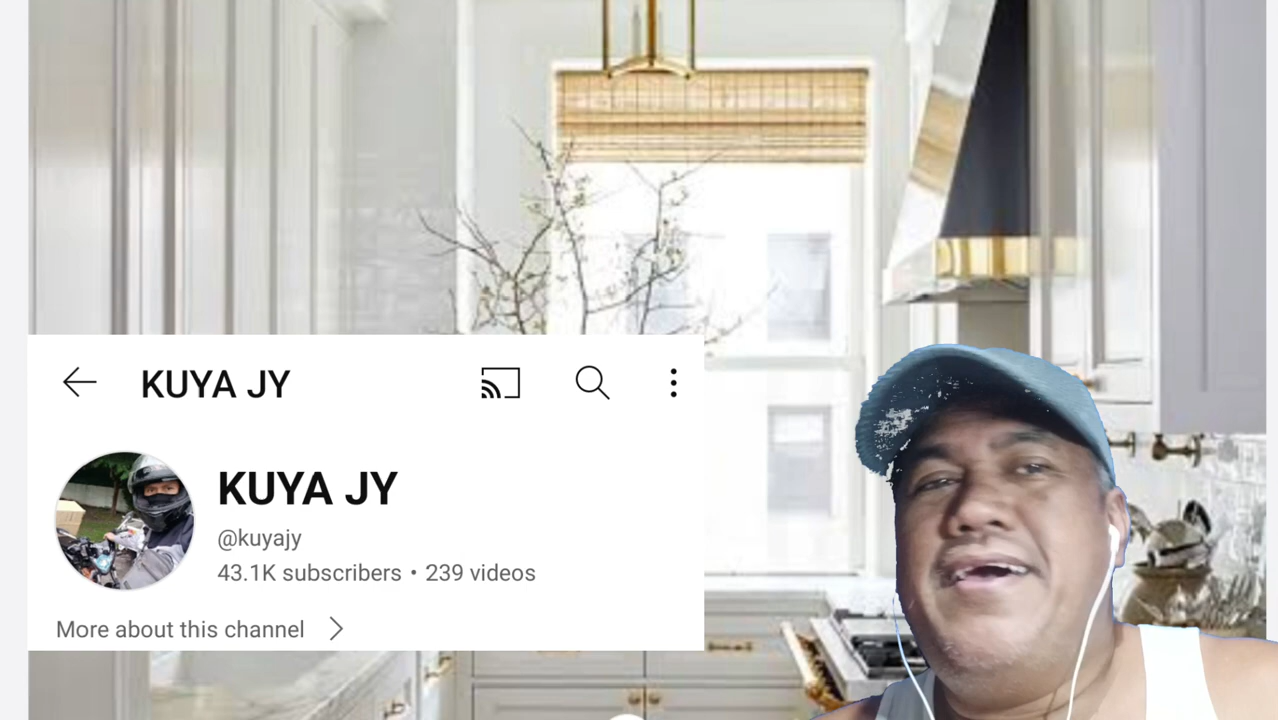 KUYA JY
KUYA JY
@kuyajy
43.1K subscribers • 239 videos
More about this channel